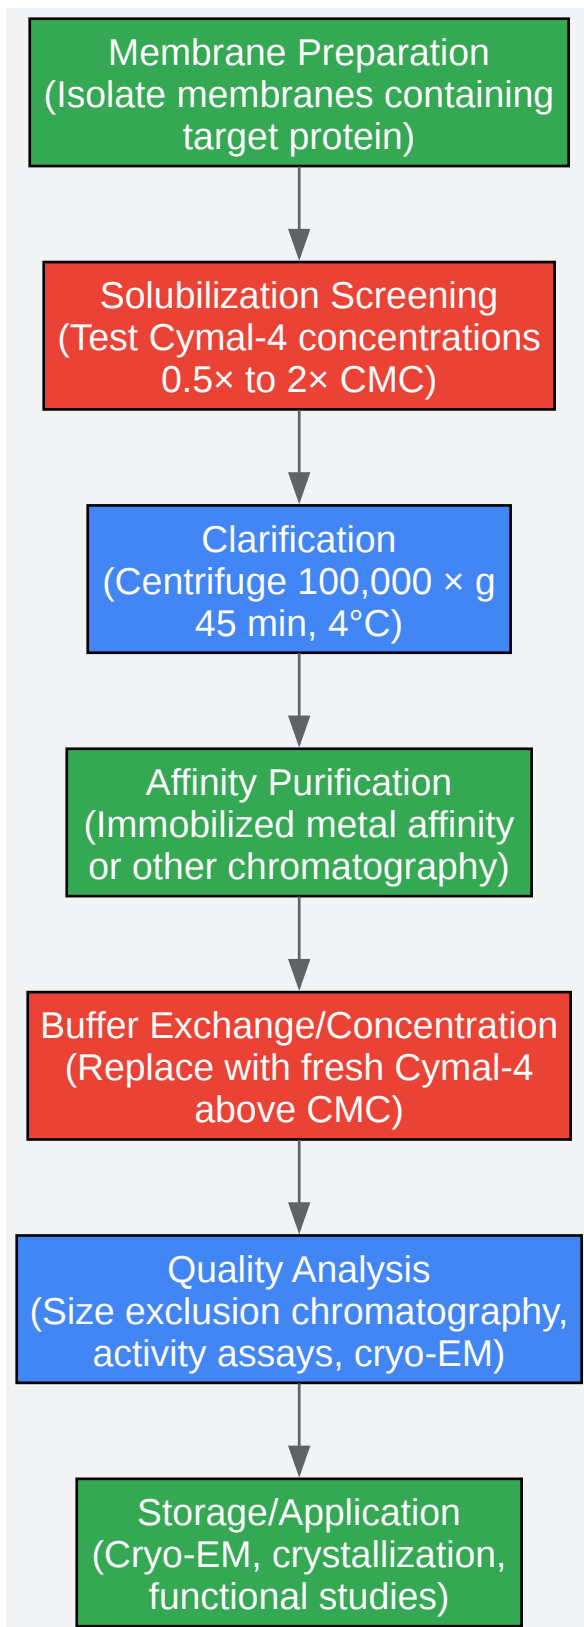 Membrane Preparation
(Isolate membranes containing
target protein)
Solubilization Screening
(Test Cymal-4 concentrations
0.5× to 2× CMC)
Clarification
(Centrifuge 100,000 × g
45 min, 4°C)
Affinity Purification
(Immobilized metal affinity
or other chromatography)
Buffer Exchange/Concentration
(Replace with fresh Cymal-4
above CMC)
Quality Analysis
(Size exclusion chromatography,
activity assays, cryo-EM)
Storage/Application
(Cryo-EM, crystallization,
functional studies)